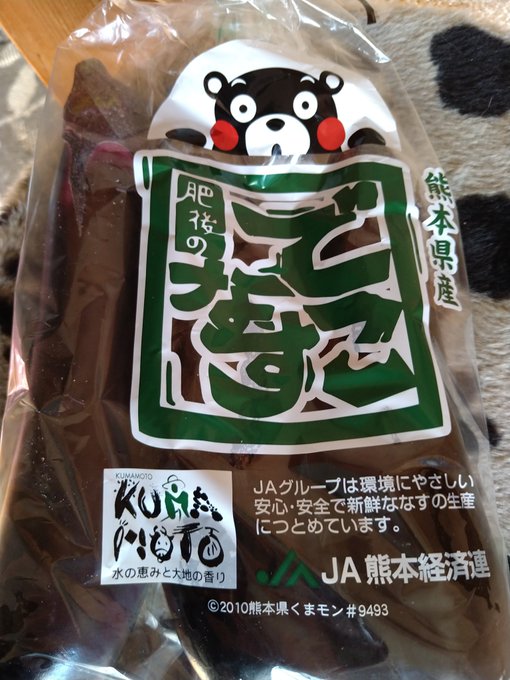 熊本県産
肥後の
でこ
なす
KUMAMOTO
KUMAMOTO
水の恵みと大地の香り
JAグループは環境にやさしい
安心・安全で新鮮ななすの生産
につとめています。
JA JA熊本経済連
©2010熊本県くまモン#9493